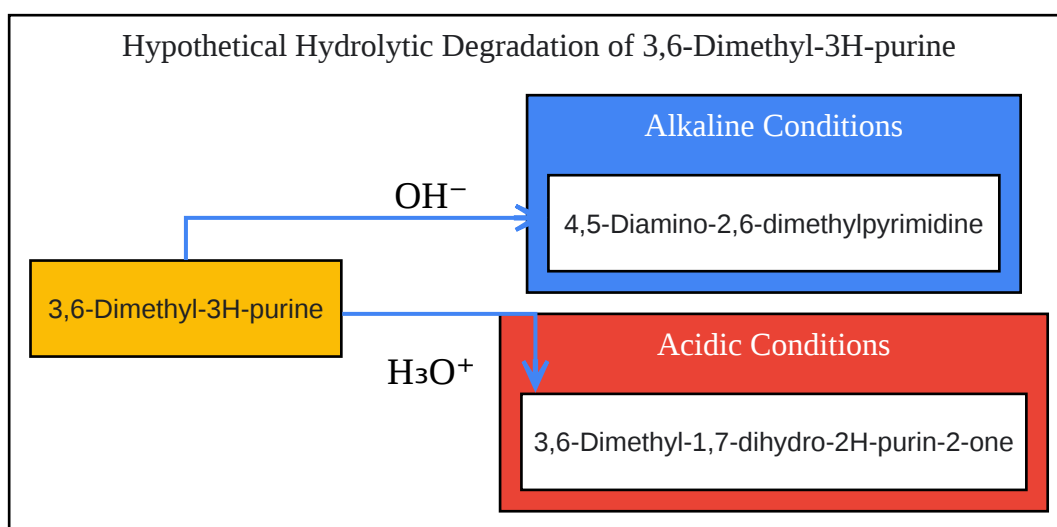 Hypothetical Hydrolytic Degradation of 3,6-Dimethyl-3H-purine
Alkaline Conditions
OH⁻
4,5-Diamino-2,6-dimethylpyrimidine
3,6-Dimethyl-3H-purine
Acidic Conditions
H₃O⁺
3,6-Dimethyl-1,7-dihydro-2H-purin-2-one